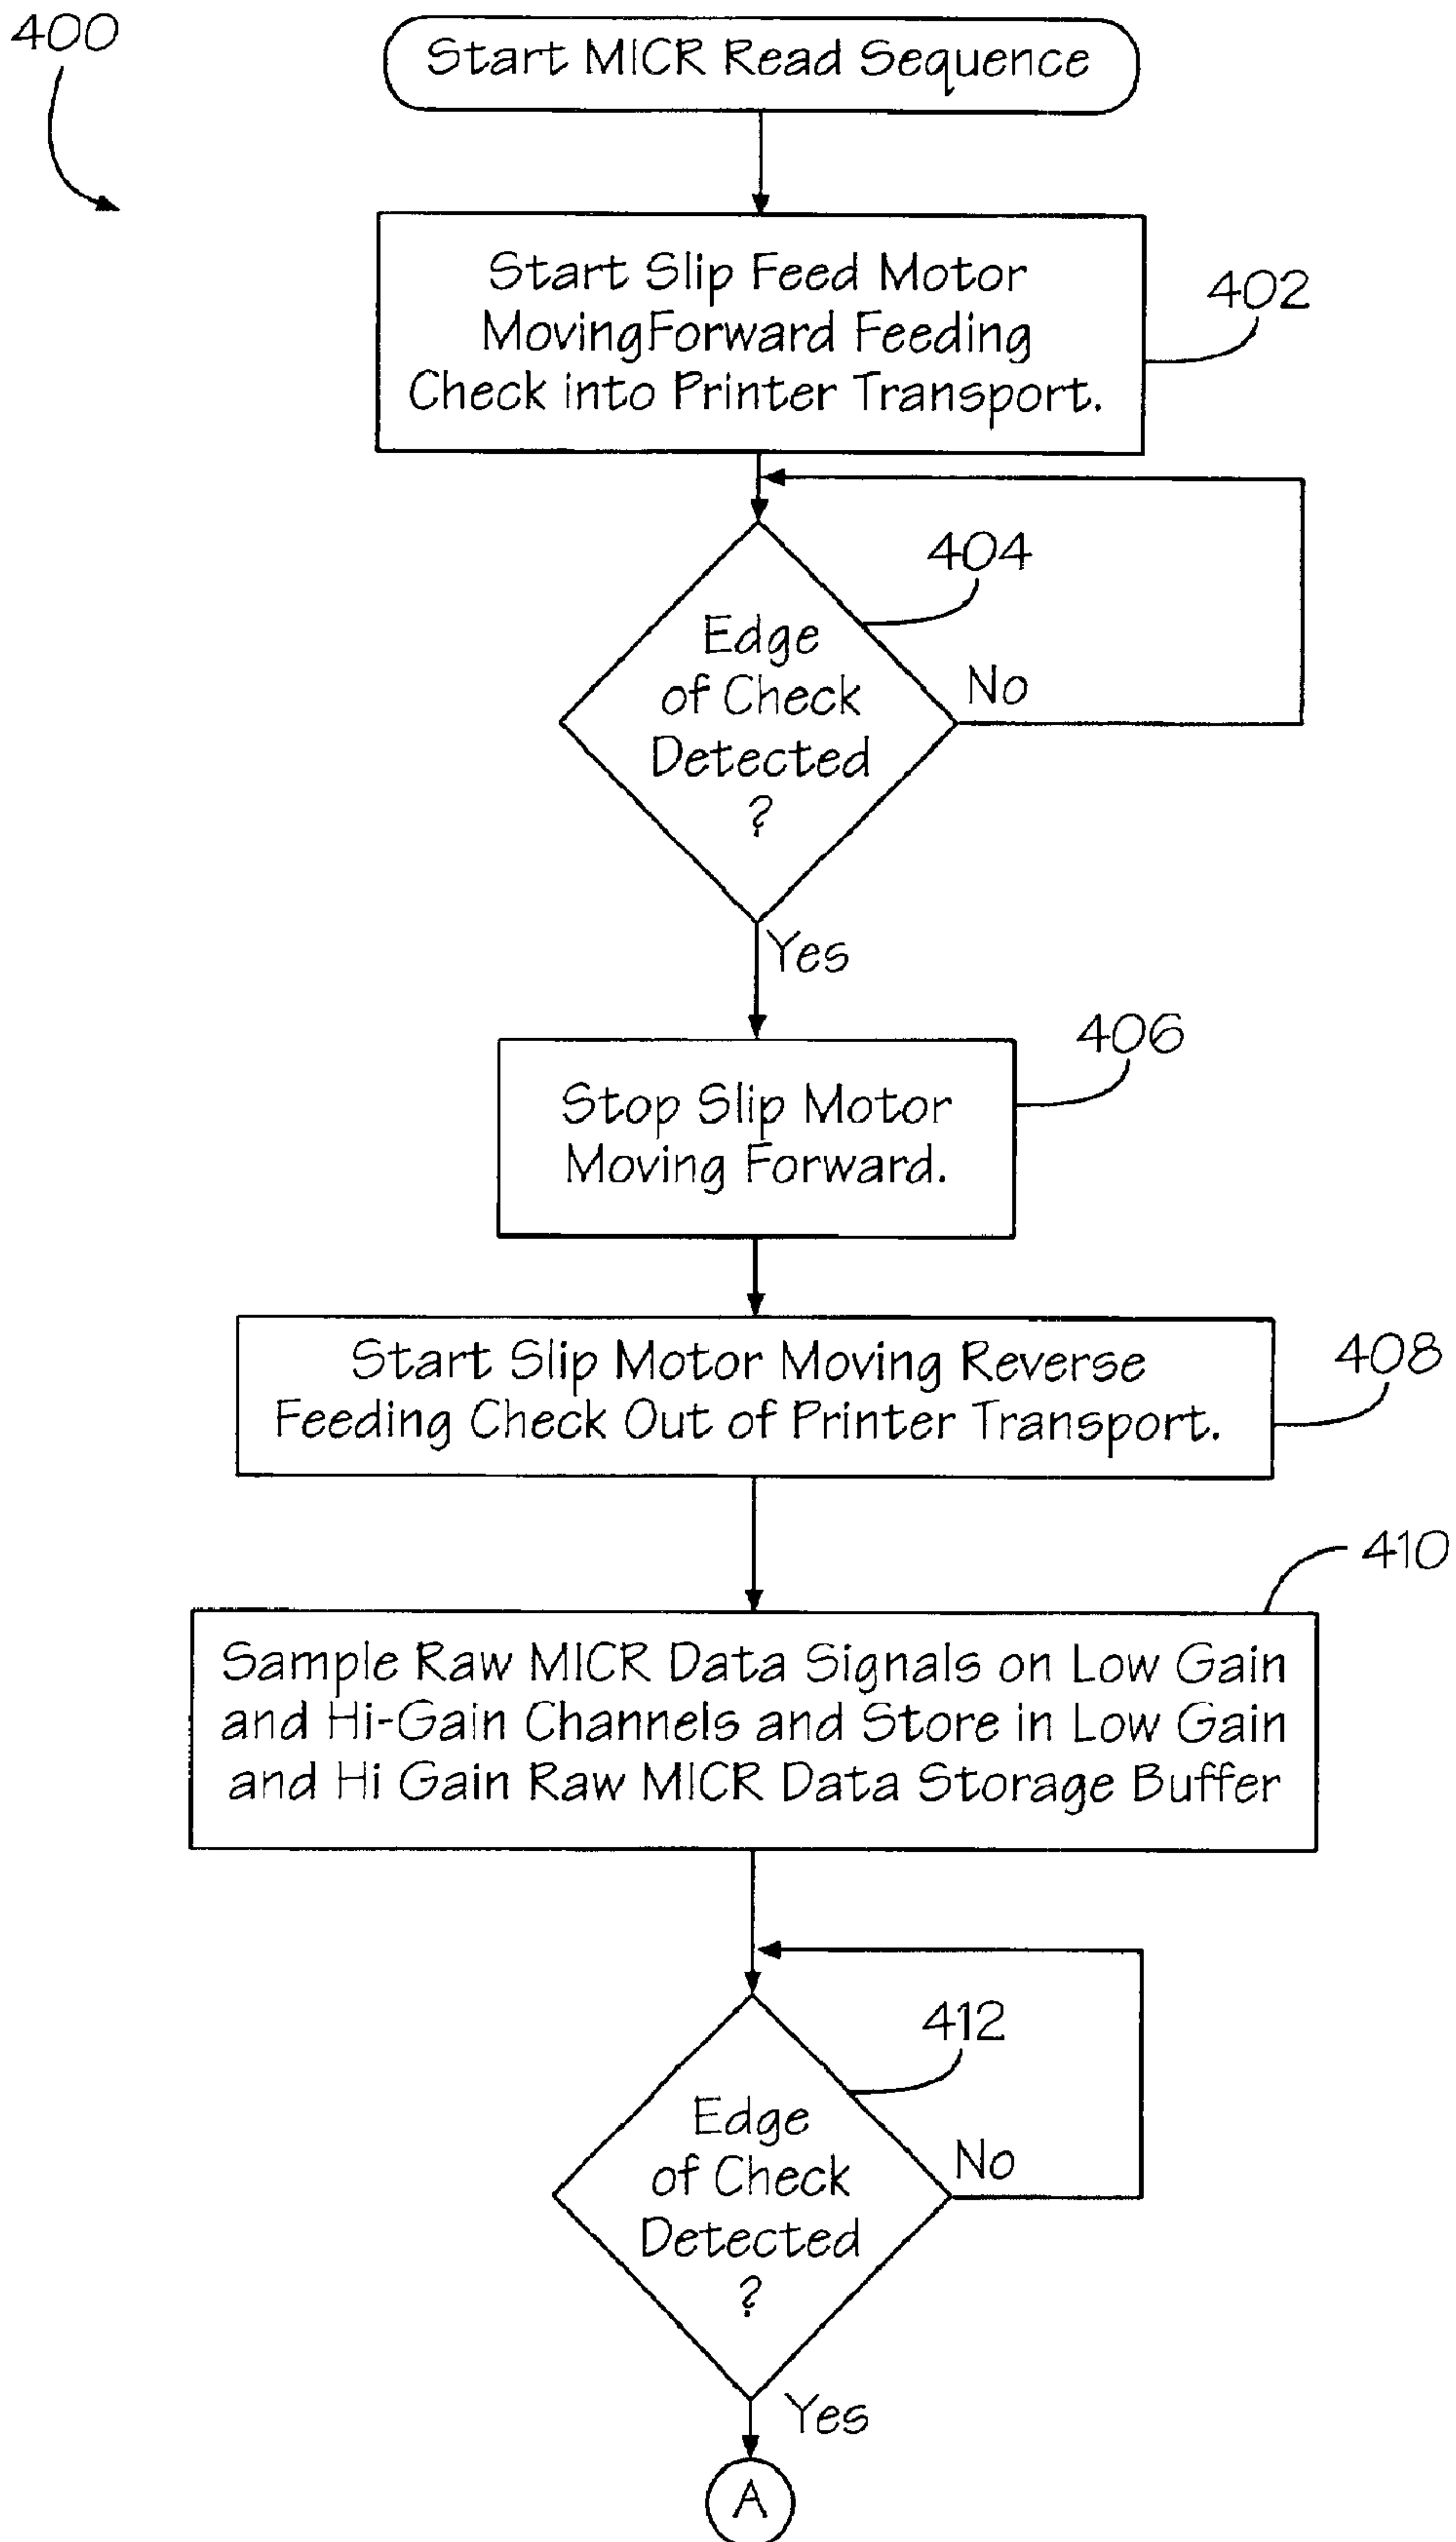 400
Start MICR Read Sequence
Start Slip Feed Motor
MovingForward Feeding
Check into Printer Transport.
402
404
Edge
of Check
Detected
?
No
Yes
406
Stop Slip Motor
Moving Forward.
Start Slip Motor Moving Reverse
Feeding Check Out of Printer Transport.
408
410
Sample Raw MICR Data Signals on Low Gain
and Hi-Gain Channels and Store in Low Gain
and Hi Gain Raw MICR Data Storage Buffer
412
Edge
of Check
Detected
?
No
Yes
A